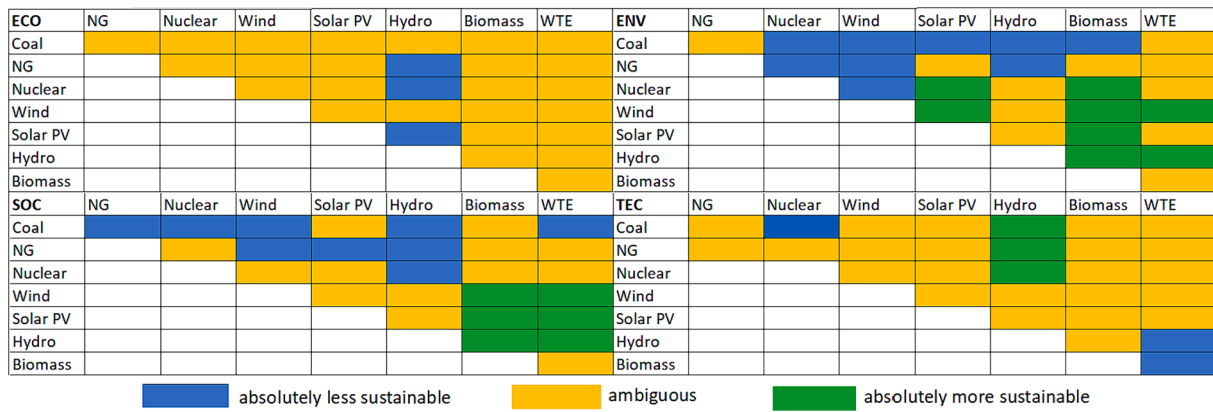 ECO NG Nuclear Wind Solar PV Hydro Biomass WTE ENV NG Nuclear Wind Solar PV Hydro Biomass WTE
Coal Coal
NG NG
Nuclear Nuclear
Wind Wind
Solar PV Solar PV
Hydro Hydro
Biomass Biomass
SOC NG Nuclear Wind Solar PV Hydro Biomass WTE TEC NG Nuclear Wind Solar PV Hydro Biomass WTE
Coal Coal
NG NG
Nuclear Nuclear
Wind Wind
Solar PV Solar PV
Hydro Hydro
Biomass Biomass
absolutely less sustainable ambiguous absolutely more sustainable